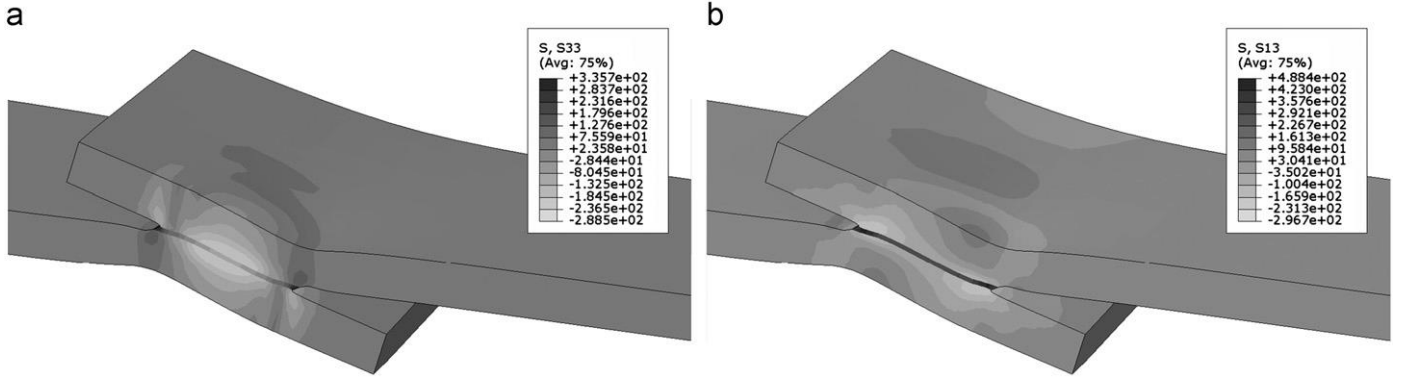 a
S, S33
(Avg: 75%)
+3.357e+02
+2.837e+02
+2.316e+02
+1.796e+02
+1.276e+02
+7.559e+01
+2.358e+01
-2.844e+01
-8.045e+01
-1.325e+02
-1.845e+02
-2.365e+02
-2.885e+02
b
S, S13
(Avg: 75%)
+4.884e+02
+4.230e+02
+3.576e+02
+2.921e+02
+2.267e+02
+1.613e+02
+9.584e+01
+3.041e+01
-3.502e+01
-1.004e+02
-1.659e+02
-2.313e+02
-2.967e+02